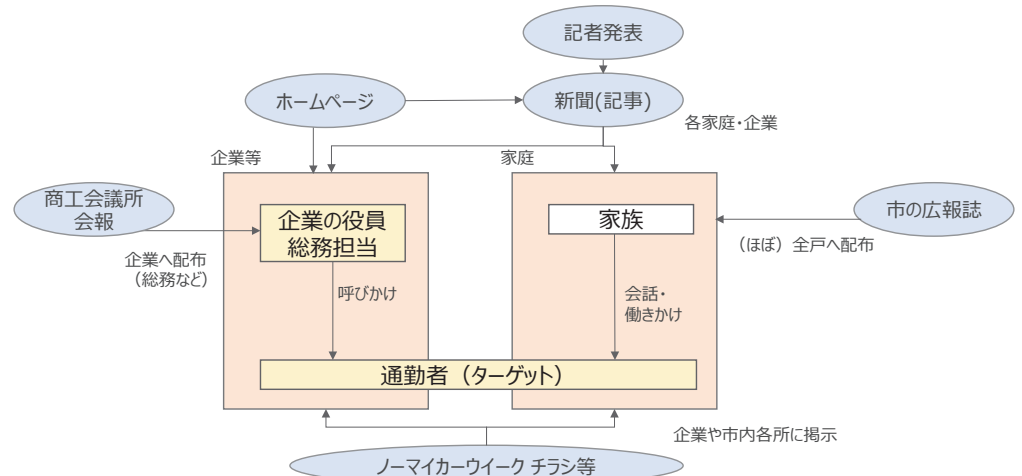 記者発表
ホームページ
新聞(記事)
各家庭・企業
企業等
家庭
商工会議所
会報
企業の役員
総務担当
家族
市の広報誌
企業へ配布
（総務など）
（ほぼ）全戸へ配布
呼びかけ
会話・
働きかけ
通勤者（ターゲット）
企業や市内各所に掲示
ノーマイカーウイーク チラシ等